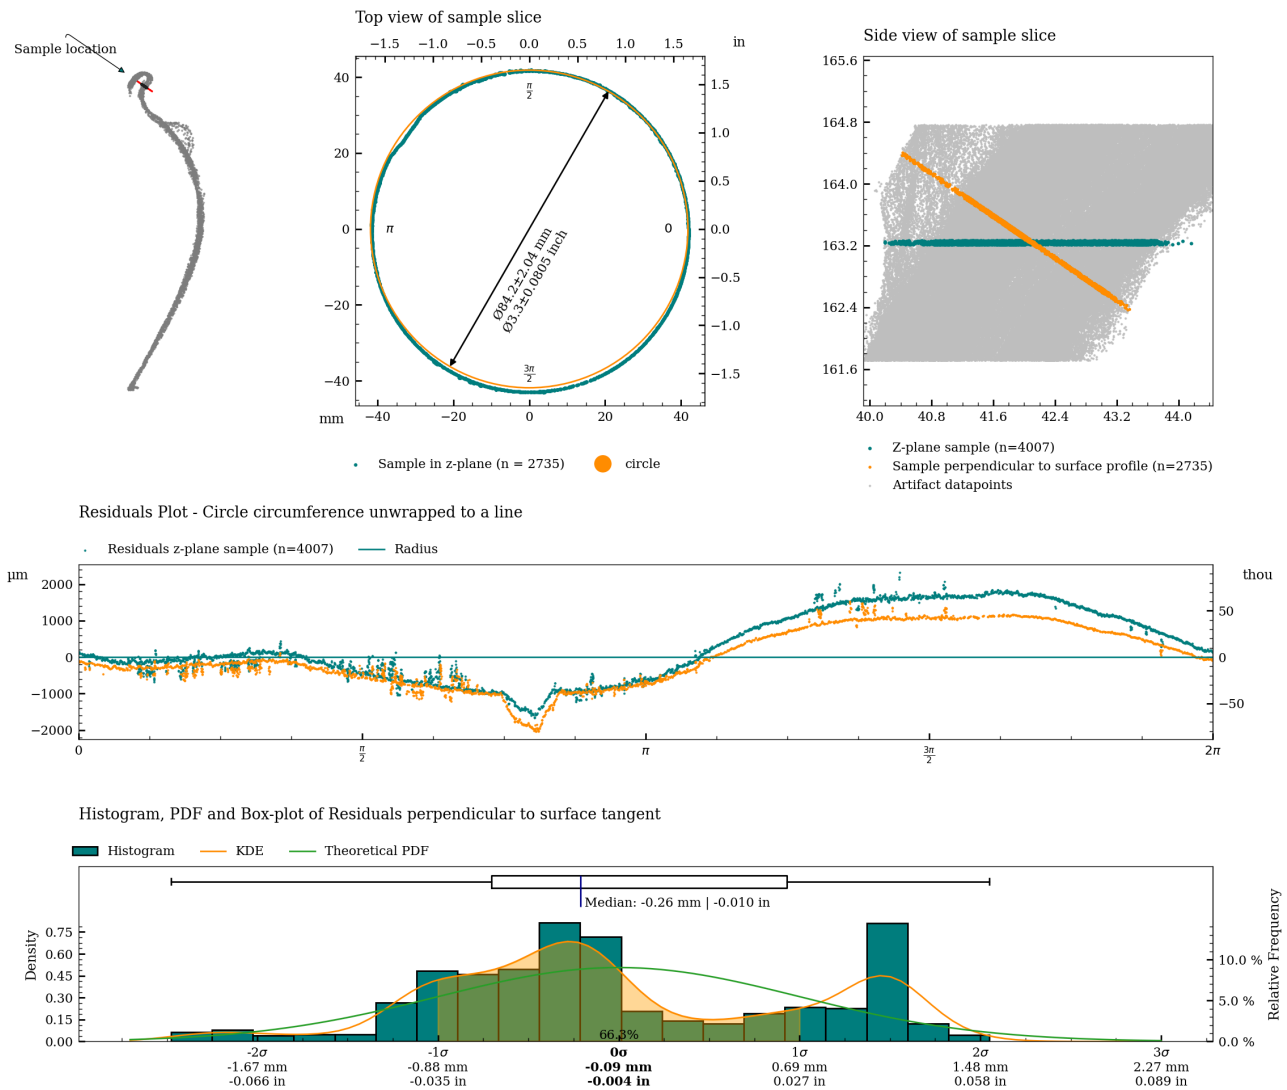 Sample location
Top view of sample slice
−1.5 −1.0 −0.5 0.0 0.5 1.0 1.5 in
40 20 0 −20 −40
mm
1.5 1.0 0.5 0.0 −0.5 −1.0 −1.5
−40 −20 0 20 40
π/2
π
0
3π/2
Ø84.2±2.04 mm
Ø3.3±0.0805 inch
Sample in z-plane (n = 2735) circle
Side view of sample slice
165.6
164.8
164.0
163.2
162.4
161.6
40.0 40.8 41.6 42.4 43.2 44.0
Z-plane sample (n=4007)
Sample perpendicular to surface profile (n=2735)
Artifact datapoints
Residuals Plot - Circle circumference unwrapped to a line
Residuals z-plane sample (n=4007) Radius
µm thou
2000
1000
0
−1000
−2000
50
0
−50
0 π/2 π 3π/2 2π
Histogram, PDF and Box-plot of Residuals perpendicular to surface tangent
Histogram KDE Theoretical PDF
Median: -0.26 mm | -0.010 in
Density
0.75
0.60
0.45
0.30
0.15
0.00
Relative Frequency
10.0 %
5.0 %
0.0 %
66.3%
-2σ -1σ 0σ 1σ 2σ 3σ
-1.67 mm -0.88 mm -0.09 mm 0.69 mm 1.48 mm 2.27 mm
-0.066 in -0.035 in -0.004 in 0.027 in 0.058 in 0.089 in